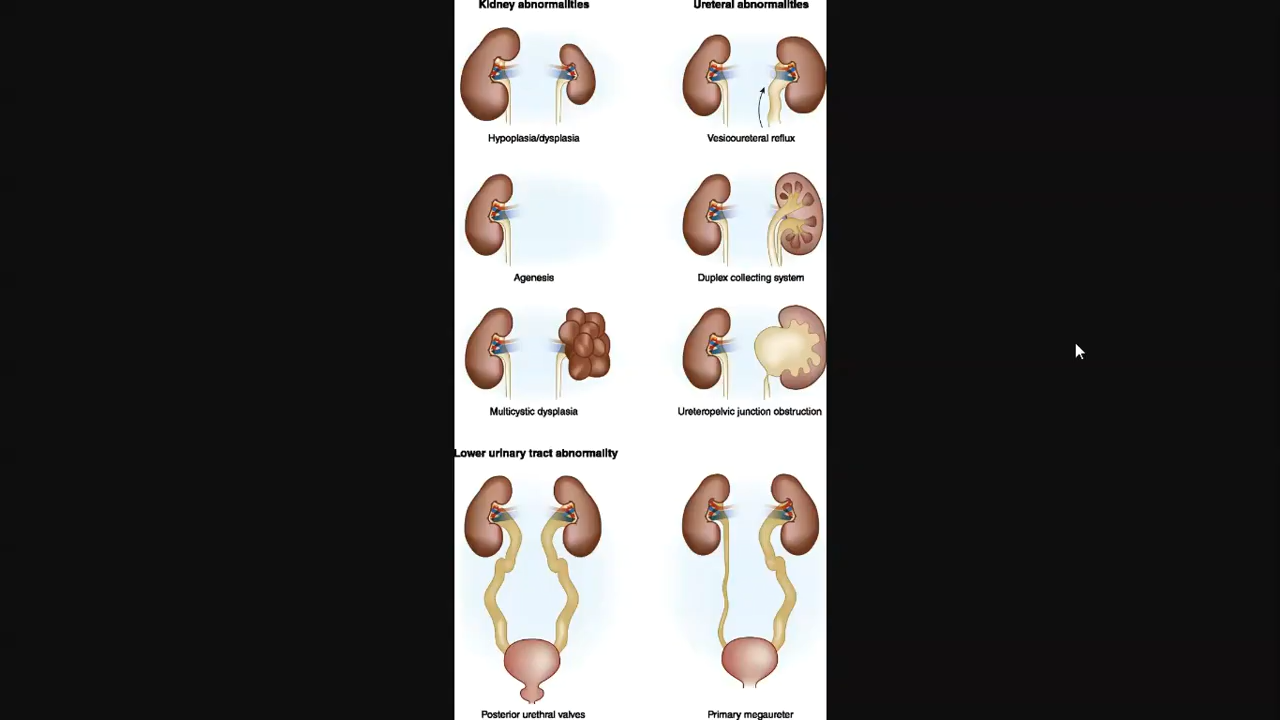 Kidney abnormalities
Ureteral abnormalities
Hypoplasia/dysplasia
Vesicoureteral reflux
Agenesis
Duplex collecting system
Multicystic dysplasia
Ureteropelvic junction obstruction
Lower urinary tract abnormality
Posterior urethral valves
Primary megaureter